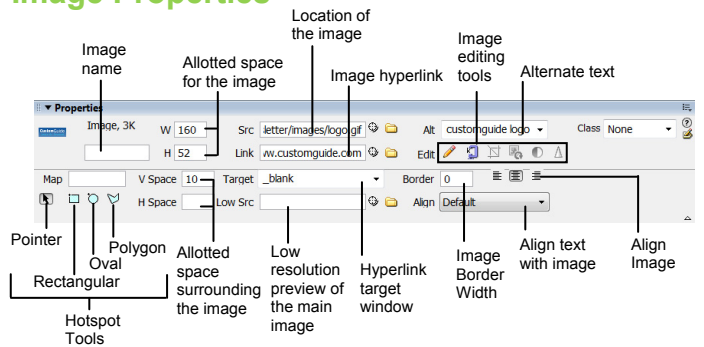 Image Properties
Location of
the image
Image
name
Allotted space
for the image
Image hyperlink
Image
editing
tools
Alternate text
Properties
Image, 3K
W 160
Src letter/images/logo.gif
Alt customguide logo
Class None
H 52
Link w.customguide.com
Edit
Map
V Space 10
Target _blank
Border 0
H Space
Low Src
Align Default
Pointer
Oval
Polygon
Rectangular
Hotspot
Tools
Allotted
space
surrounding
the image
Low
resolution
preview of
the main
image
Hyperlink
target
window
Image
Border
Width
Align text
with image
Align
Image